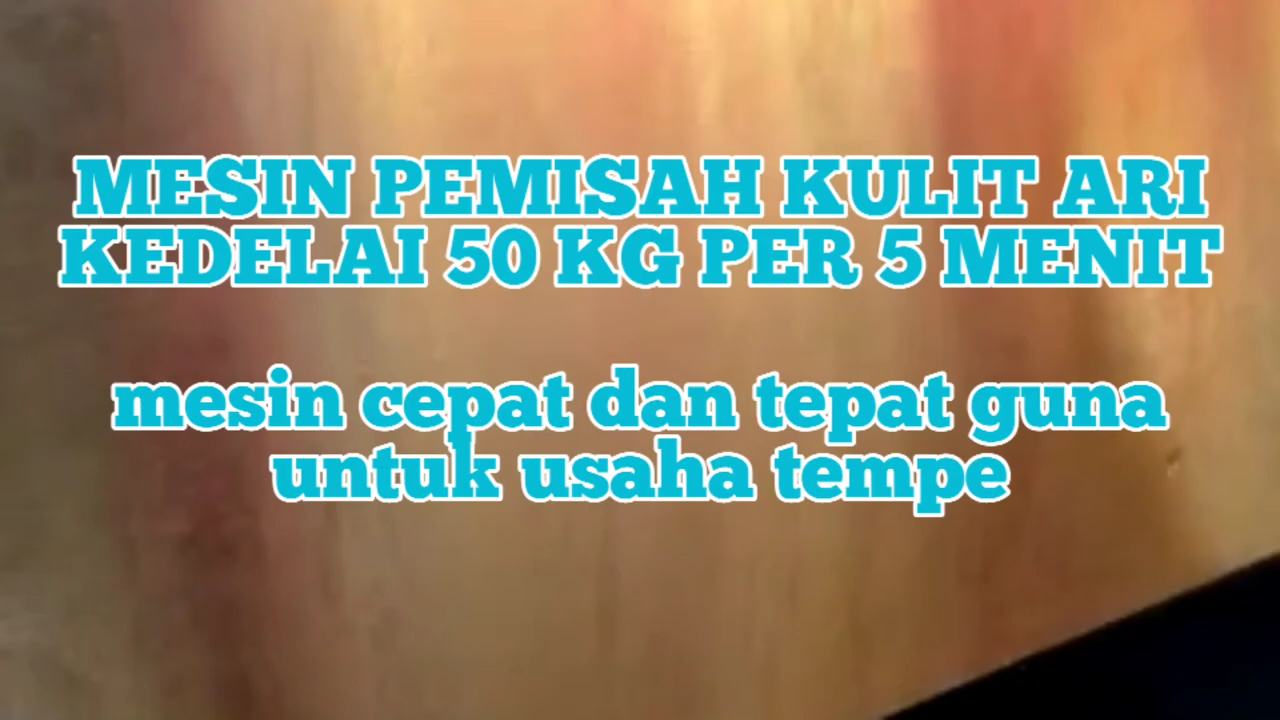 MESIN PEMISAH KULIT ARI
KEDELAI 50 KG PER 5 MENIT
mesin cepat dan tepat guna
untuk usaha tempe